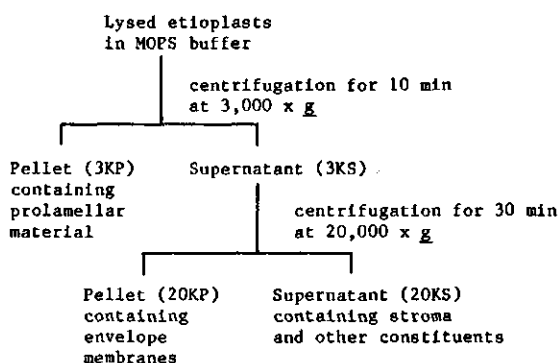 Lysed etioplasts
in MOPS buffer
centrifugation for 10 min
at 3,000 x g
Pellet (3KP)
containing
prolamellar
material
Supernatant (3KS)
centrifugation for 30 min
at 20,000 x g
Pellet (20KP)
containing
envelope
membranes
Supernatant (20KS)
containing stroma
and other constituents